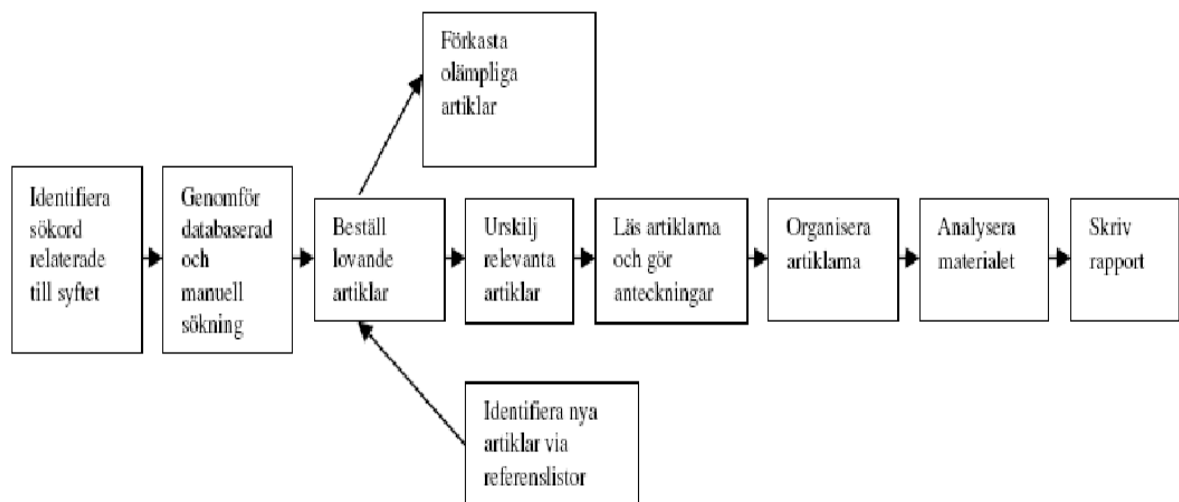 Förkasta
olämpliga
artiklar
Identifiera
sökord
relaterade
till syftet
Genomför
databaserad
och
manuell
sökning
Beställ
lovande
artiklar
Urskilj
relevanta
artiklar
Läs artiklarna
och gör
anteckningar
Organisera
artiklarna
Analysera
materialet
Skriv
rapport
Identifiera nya
artiklar via
referenslistor